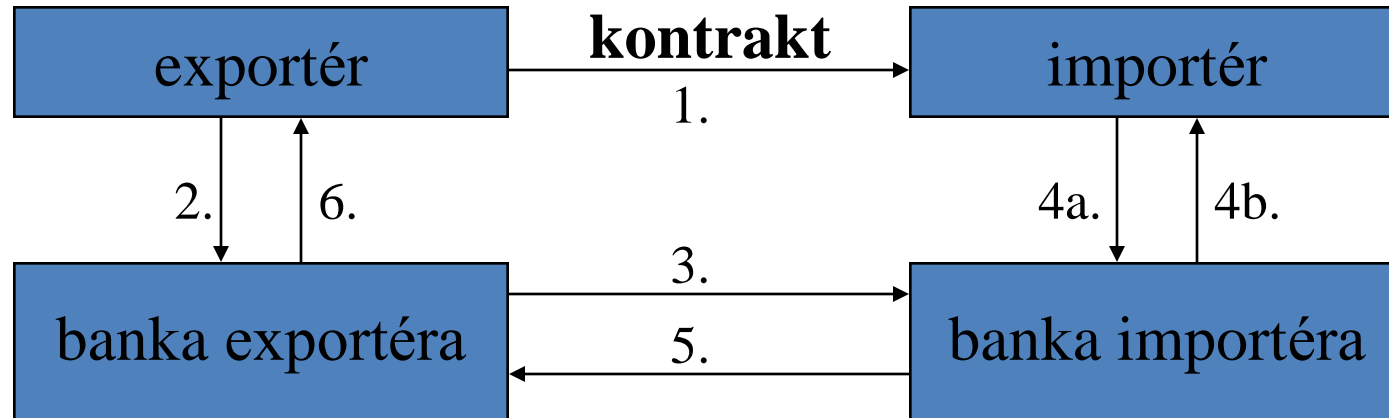 kontrakt
exportér
importér
1.
2.
6.
4a.
4b.
3.
banka exportéra
5.
banka importéra